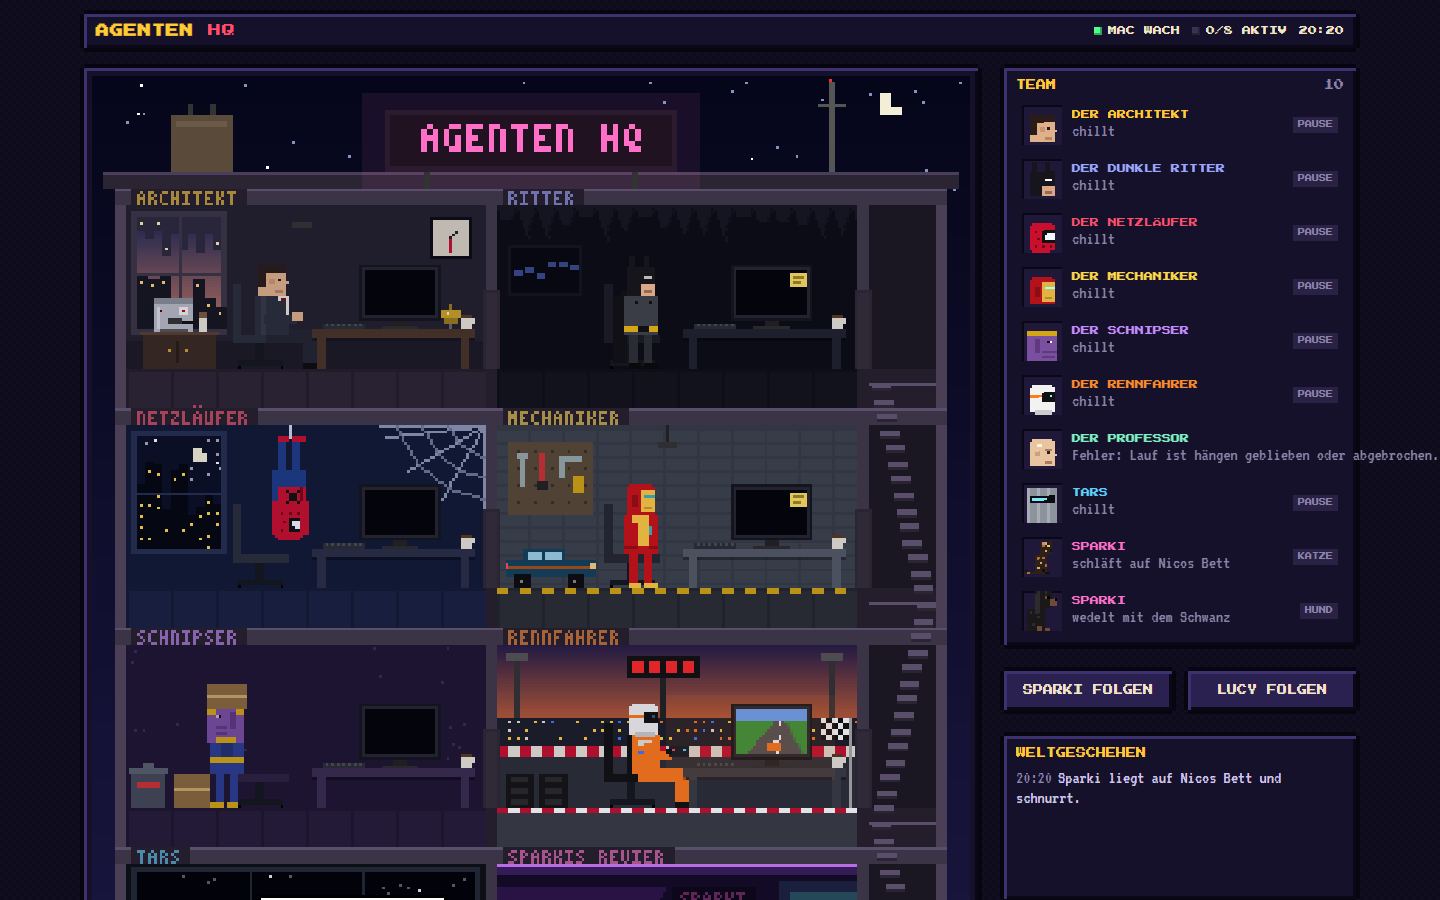 AGENTEN HQ
MAC WACH 0/8 AKTIV 20:20
AGENTEN HQ
ARCHITEKT
RITTER
NETZLÄUFER
MECHANIKER
SCHNIPSER
RENNFAHRER
TARS
SPARKIS REVIER
SPARKI
TEAM 10
DER ARCHITEKT
chillt
PAUSE
DER DUNKLE RITTER
chillt
PAUSE
DER NETZLÄUFER
chillt
PAUSE
DER MECHANIKER
chillt
PAUSE
DER SCHNIPSER
chillt
PAUSE
DER RENNFAHRER
chillt
PAUSE
DER PROFESSOR
Fehler: Lauf ist hängen geblieben oder abgebrochen.
TARS
chillt
PAUSE
SPARKI
schläft auf Nicos Bett
KATZE
SPARKI
wedelt mit dem Schwanz
HUND
SPARKI FOLGEN
LUCY FOLGEN
WELTGESCHEHEN
20:20 Sparki liegt auf Nicos Bett und
schnurrt.